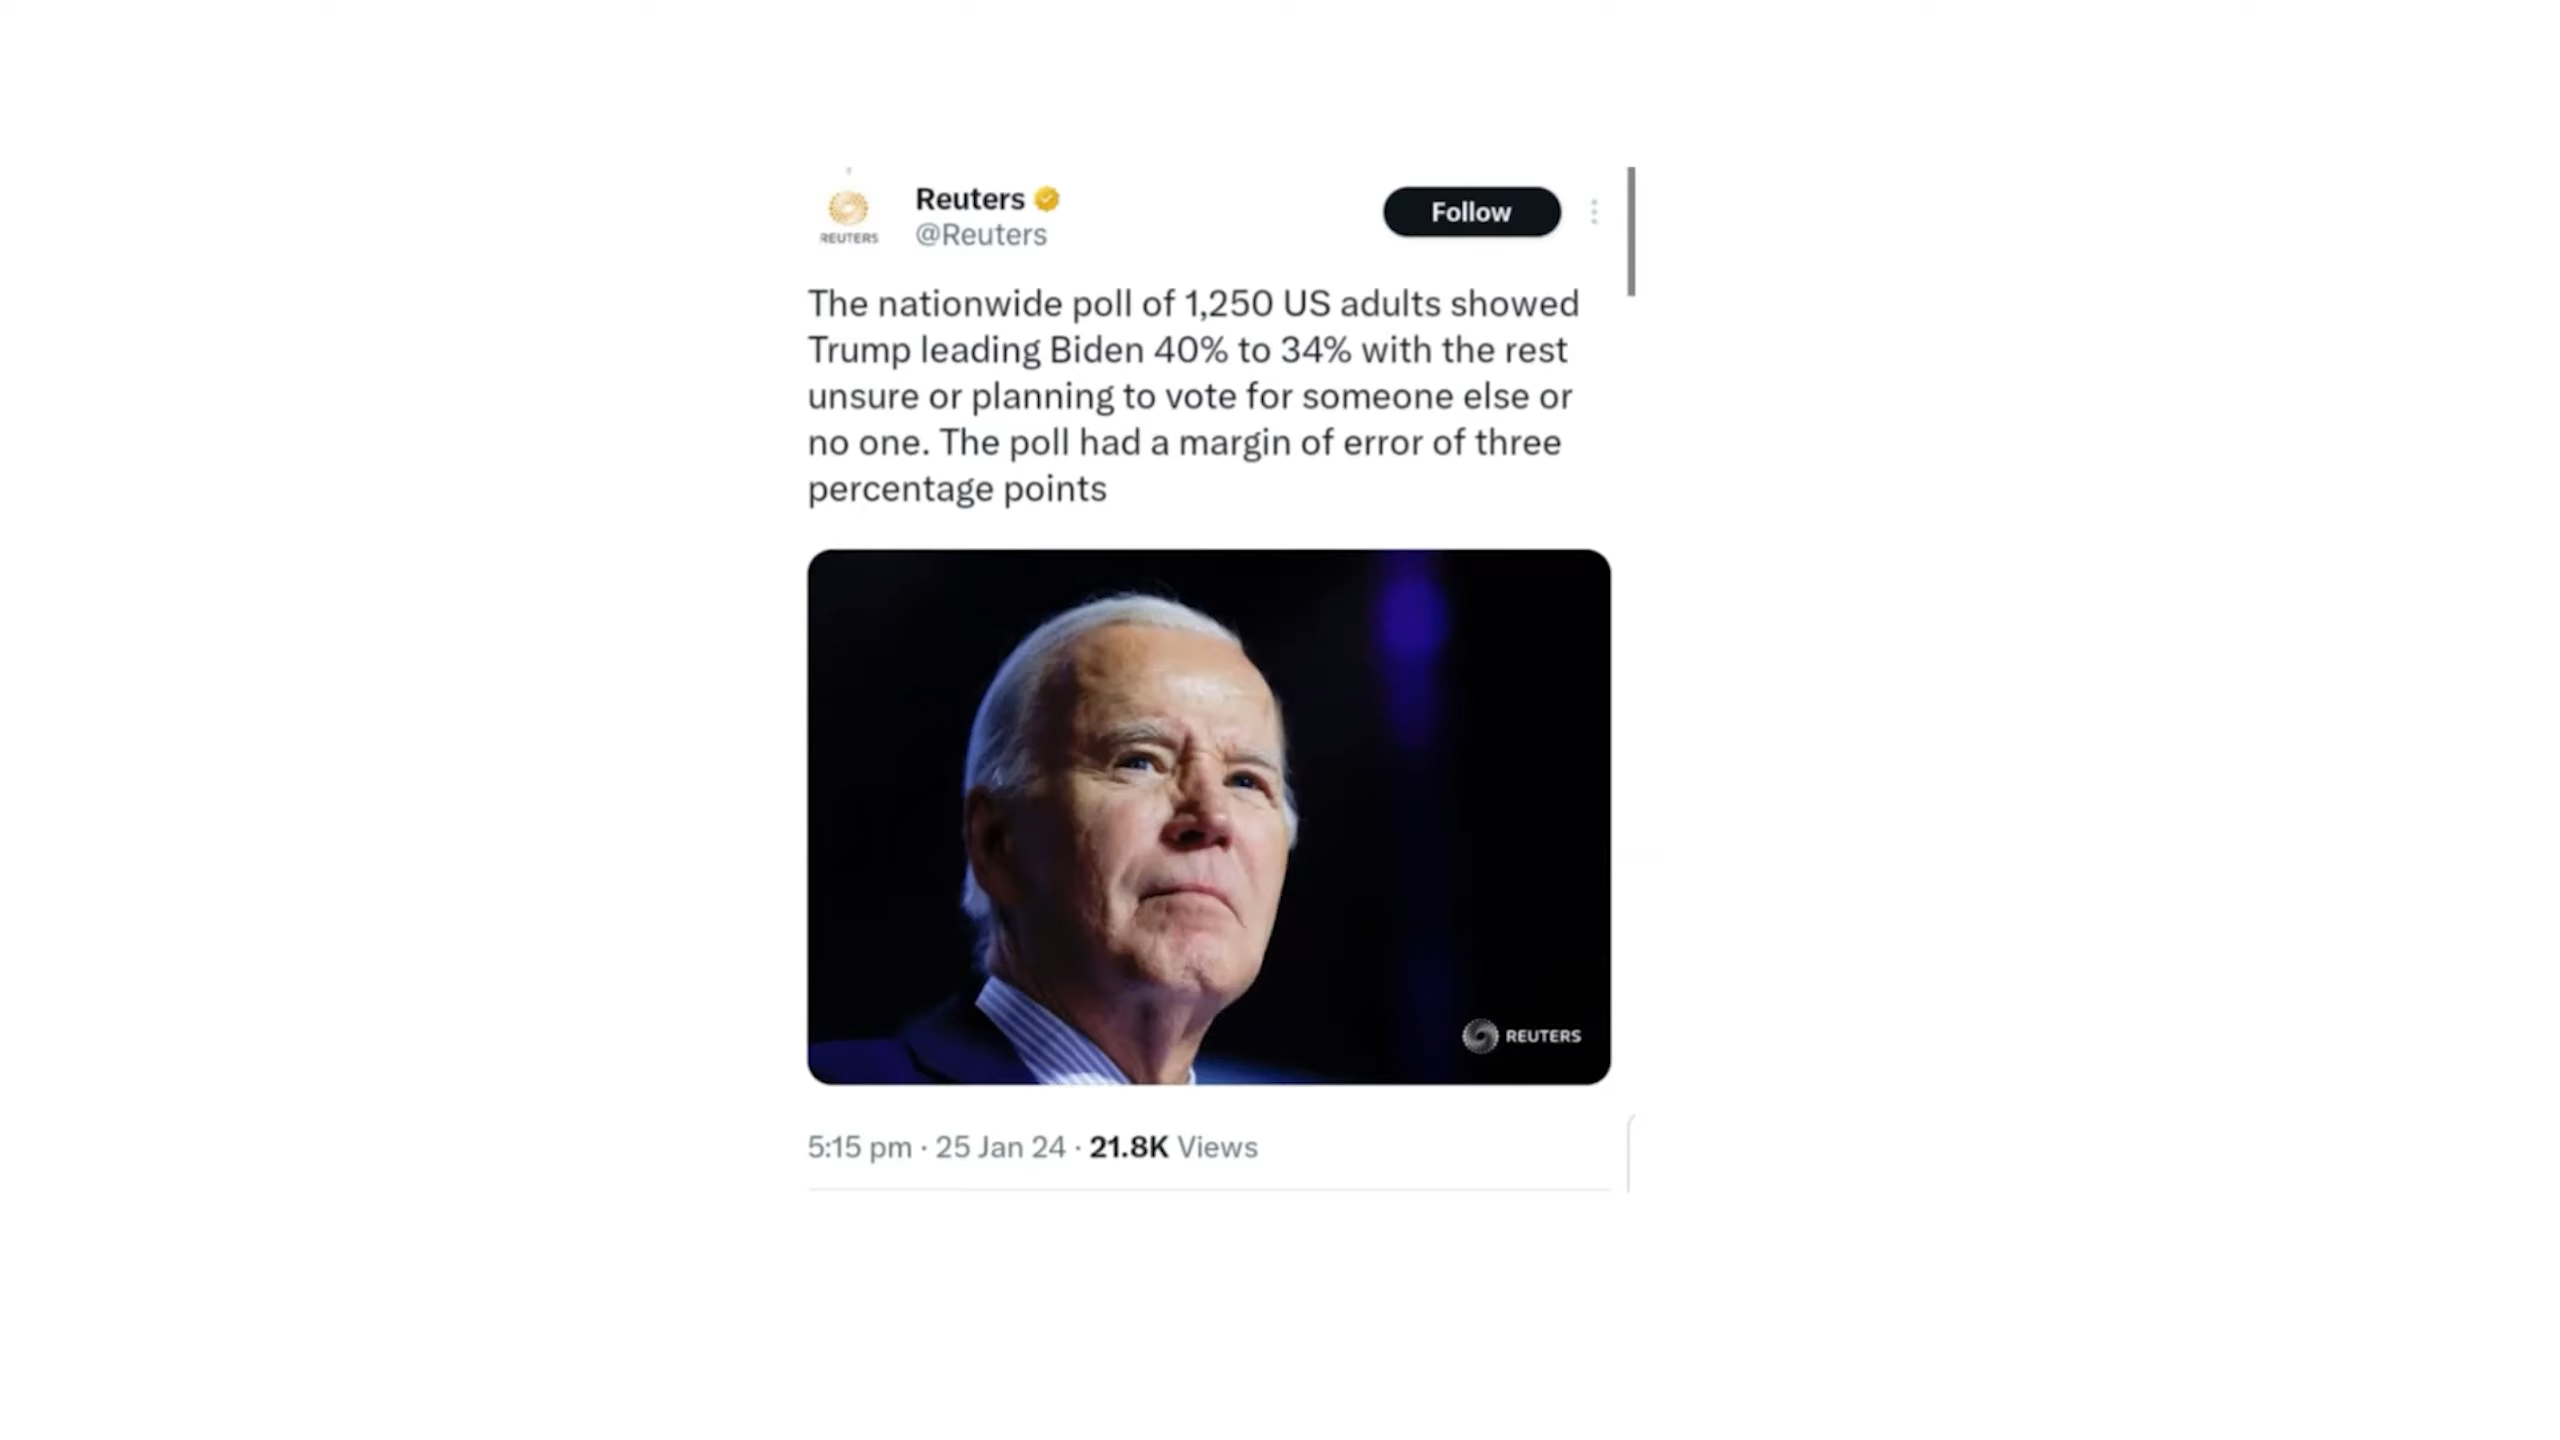 Reuters
@Reuters
REUTERS
Follow
The nationwide poll of 1,250 US adults showed
Trump leading Biden 40% to 34% with the rest
unsure or planning to vote for someone else or
no one. The poll had a margin of error of three
percentage points
REUTERS
5:15 pm · 25 Jan 24 · 21.8K Views